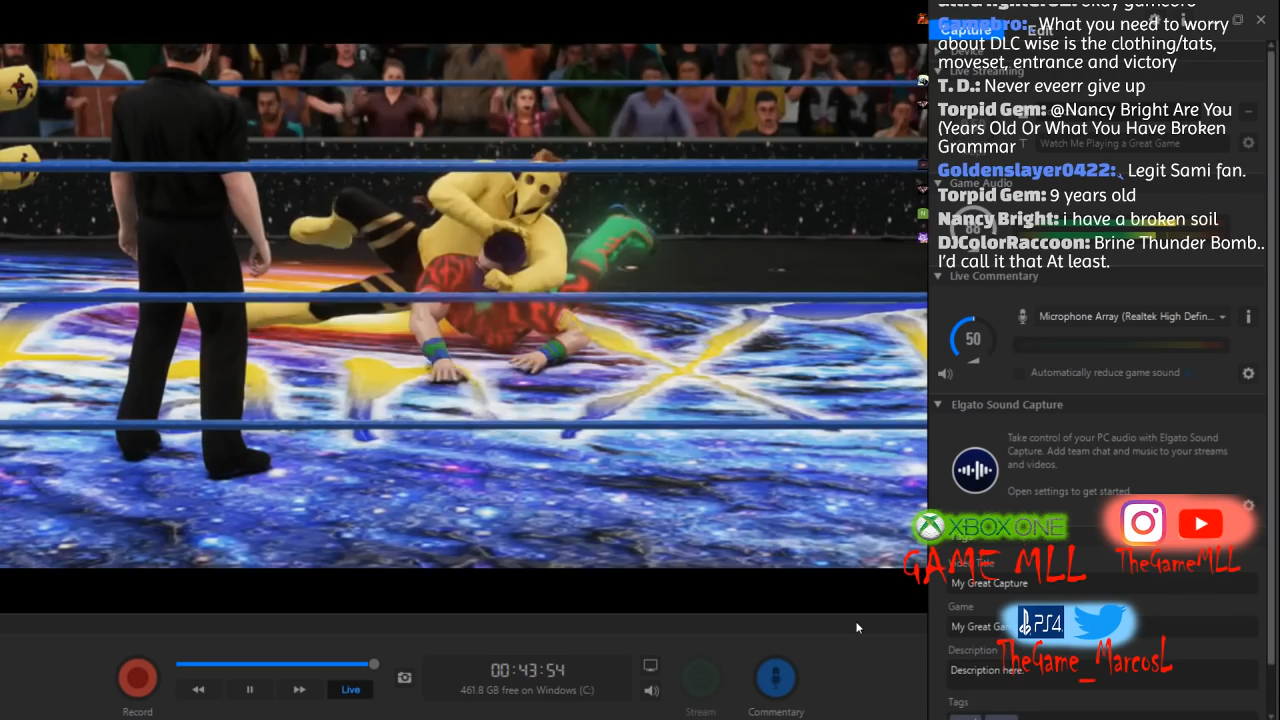 okay gamebro
Capture
Edit
Gamebro: What you need to worry
about DLC wise is the clothing/tats,
moveset, entrance and victory
Device
Live Streaming
T. D.: Never eveerr give up
Torpid Gem: @Nancy Bright Are You
(Years Old Or What You Have Broken
Grammar
Watch Me Playing a Great Game
Goldenslayer0422: Legit Sami fan.
Game Audio
Torpid Gem: 9 years old
Nancy Bright: i have a broken soil
DJColorRaccoon: Brine Thunder Bomb..
I'd call it that At least.
Live Commentary
50
Microphone Array (Realtek High Defin...
Automatically reduce game sound
Elgato Sound Capture
Take control of your PC audio with Elgato Sound
Capture. Add team chat and music to your streams
and videos.
Open settings to get started.
XBOX ONE
GAME MLL
TheGameMLL
My Great Capture
Game
My Great
PS4
Description
Description here.
TheGame_MarcosL
Tags
00:43:54
461.8 GB free on Windows (C:)
Live
Record
Stream
Commentary